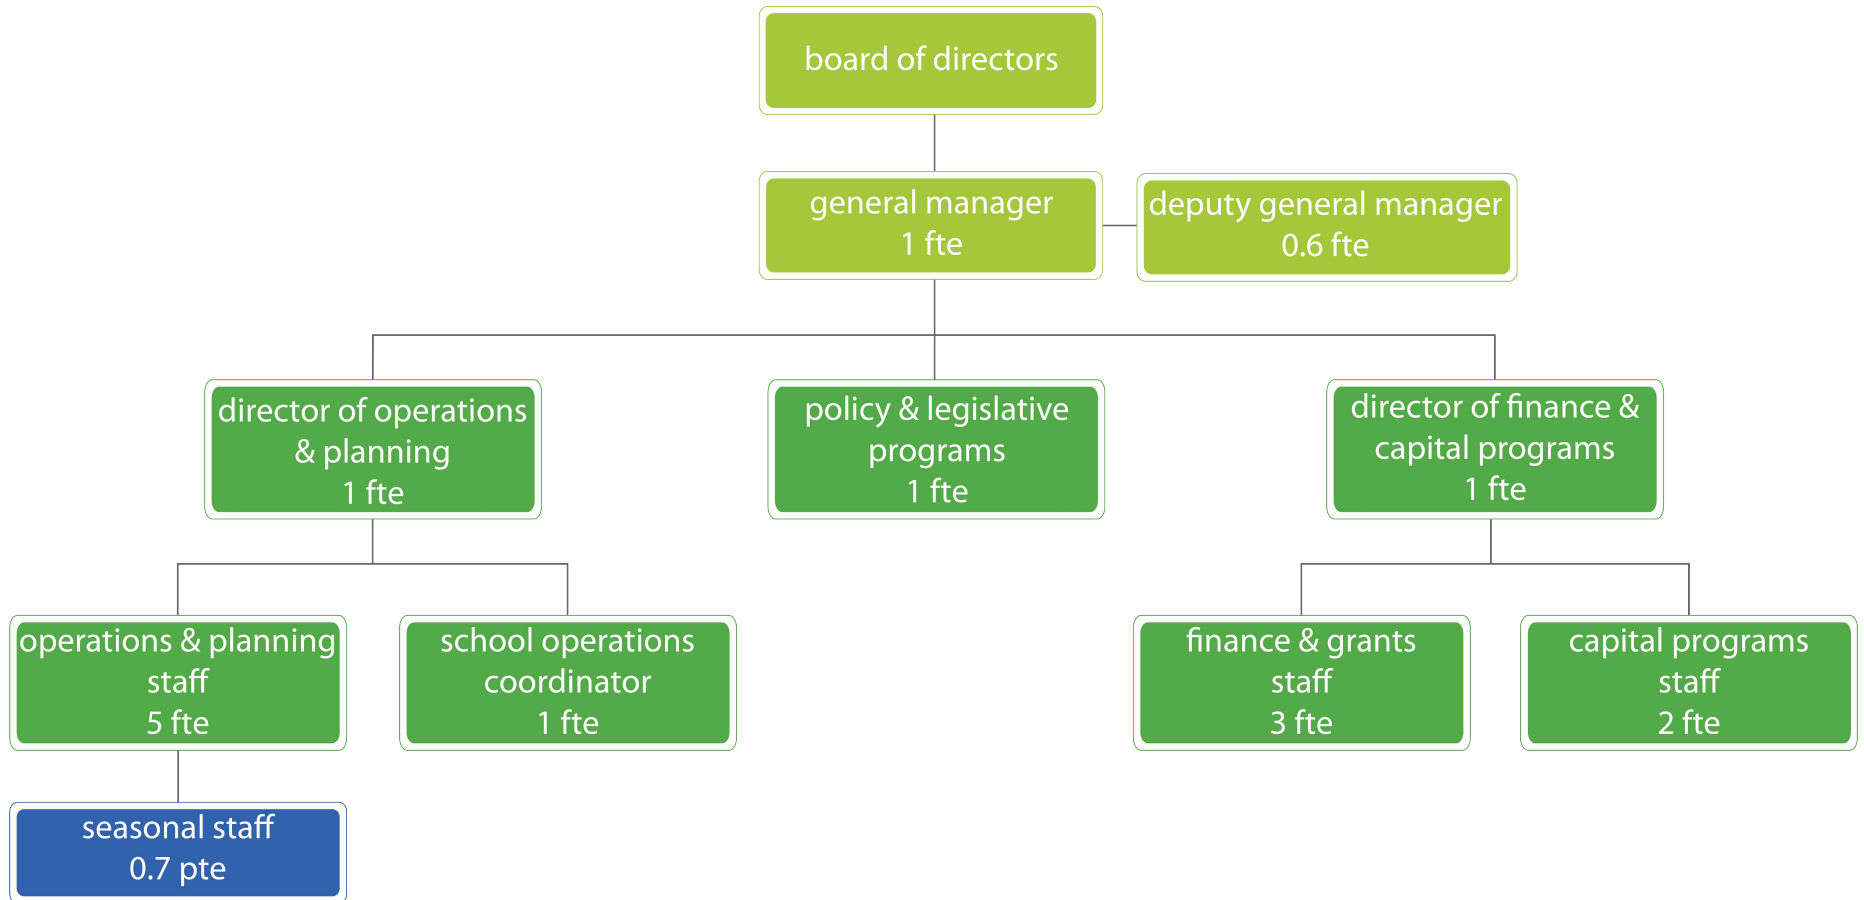 board of directors
general manager
1 fte
deputy general manager
0.6 fte
director of operations
& planning
1 fte
policy & legislative
programs
1 fte
director of finance &
capital programs
1 fte
operations & planning
staff
5 fte
school operations
coordinator
1 fte
finance & grants
staff
3 fte
capital programs
staff
2 fte
seasonal staff
0.7 pte